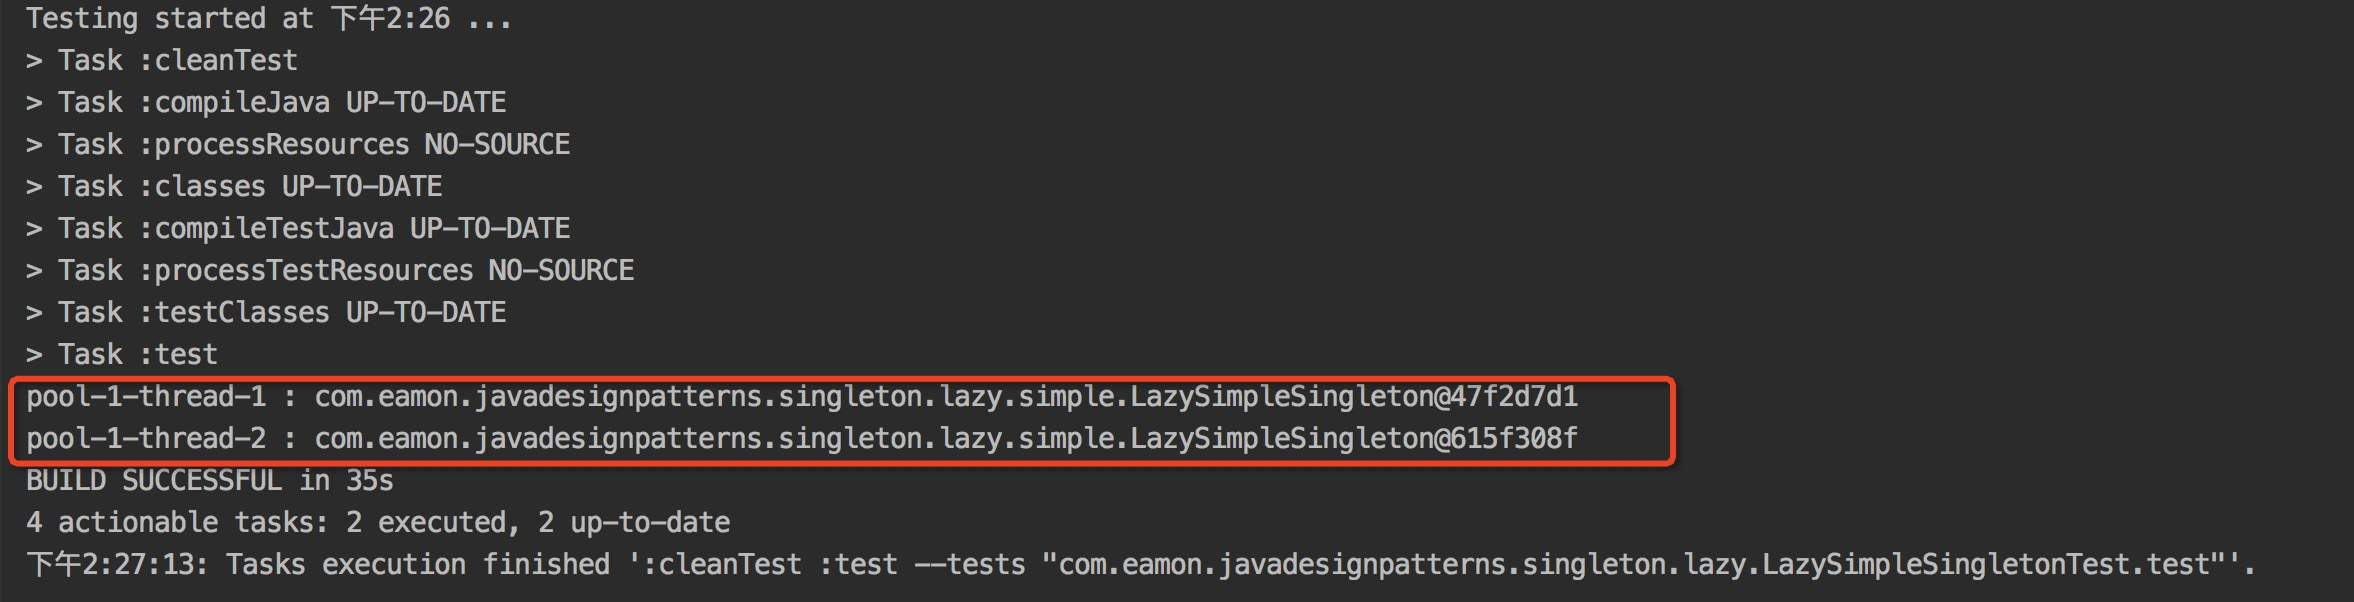 Testing started at 下午2:26 ...
> Task :cleanTest
> Task :compileJava UP-TO-DATE
> Task :processResources NO-SOURCE
> Task :classes UP-TO-DATE
> Task :compileTestJava UP-TO-DATE
> Task :processTestResources NO-SOURCE
> Task :testClasses UP-TO-DATE
> Task :test
pool-1-thread-1 : com.eamon.javadesignpatterns.singleton.lazy.simple.LazySimpleSingleton@47f2d7d1
pool-1-thread-2 : com.eamon.javadesignpatterns.singleton.lazy.simple.LazySimpleSingleton@615f308f
BUILD SUCCESSFUL in 35s
4 actionable tasks: 2 executed, 2 up-to-date
下午2:27:13: Tasks execution finished ':cleanTest :test --tests "com.eamon.javadesignpatterns.singleton.lazy.LazySimpleSingletonTest.test"'.